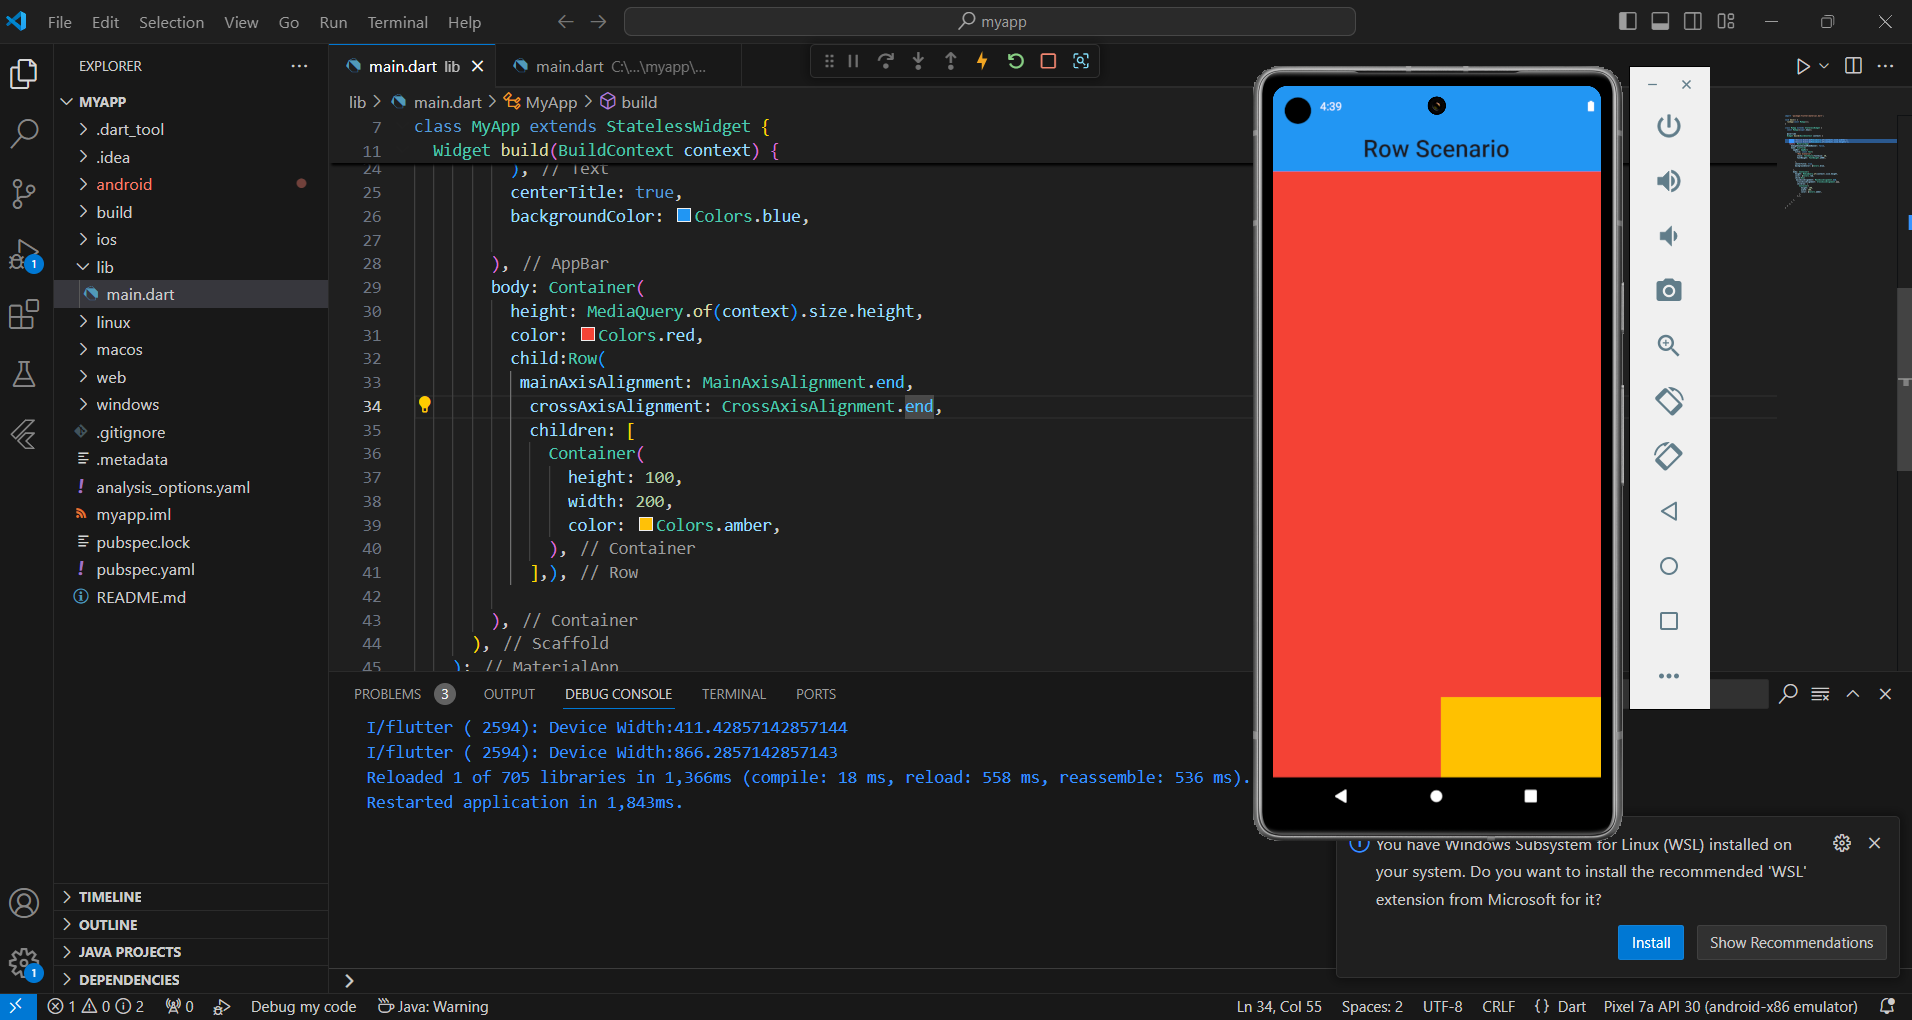 File Edit Selection View Go Run Terminal Help
myapp
EXPLORER
main.dart lib
main.dart C:\...\myapp\...
lib > main.dart > MyApp > build
MYAPP
.dart_tool
.idea
android
build
ios
lib
main.dart
linux
macos
web
windows
.gitignore
.metadata
analysis_options.yaml
myapp.iml
pubspec.lock
pubspec.yaml
README.md
TIMELINE
OUTLINE
JAVA PROJECTS
DEPENDENCIES
7 class MyApp extends StatelessWidget {
11 Widget build(BuildContext context) {
24 ), // Text
25 centerTitle: true,
26 backgroundColor: Colors.blue,
27
28 ), // AppBar
29 body: Container(
30 height: MediaQuery.of(context).size.height,
31 color: Colors.red,
32 child:Row(
33 mainAxisAlignment: MainAxisAlignment.end,
34 crossAxisAlignment: CrossAxisAlignment.end,
35 children: [
36 Container(
37 height: 100,
38 width: 200,
39 color: Colors.amber,
40 ), // Container
41 ],), // Row
42
43 ), // Container
44 ), // Scaffold
45 ); // MaterialApp
4:39
Row Scenario
PROBLEMS 3 OUTPUT DEBUG CONSOLE TERMINAL PORTS
I/flutter ( 2594): Device Width:411.42857142857144
I/flutter ( 2594): Device Width:866.2857142857143
Reloaded 1 of 705 libraries in 1,366ms (compile: 18 ms, reload: 558 ms, reassemble: 536 ms).
Restarted application in 1,843ms.
You have Windows Subsystem for Linux (WSL) installed on
your system. Do you want to install the recommended 'WSL'
extension from Microsoft for it?
Install
Show Recommendations
1
1
1 0 2 0 Debug my code Java: Warning
Ln 34, Col 55 Spaces: 2 UTF-8 CRLF {} Dart Pixel 7a API 30 (android-x86 emulator)